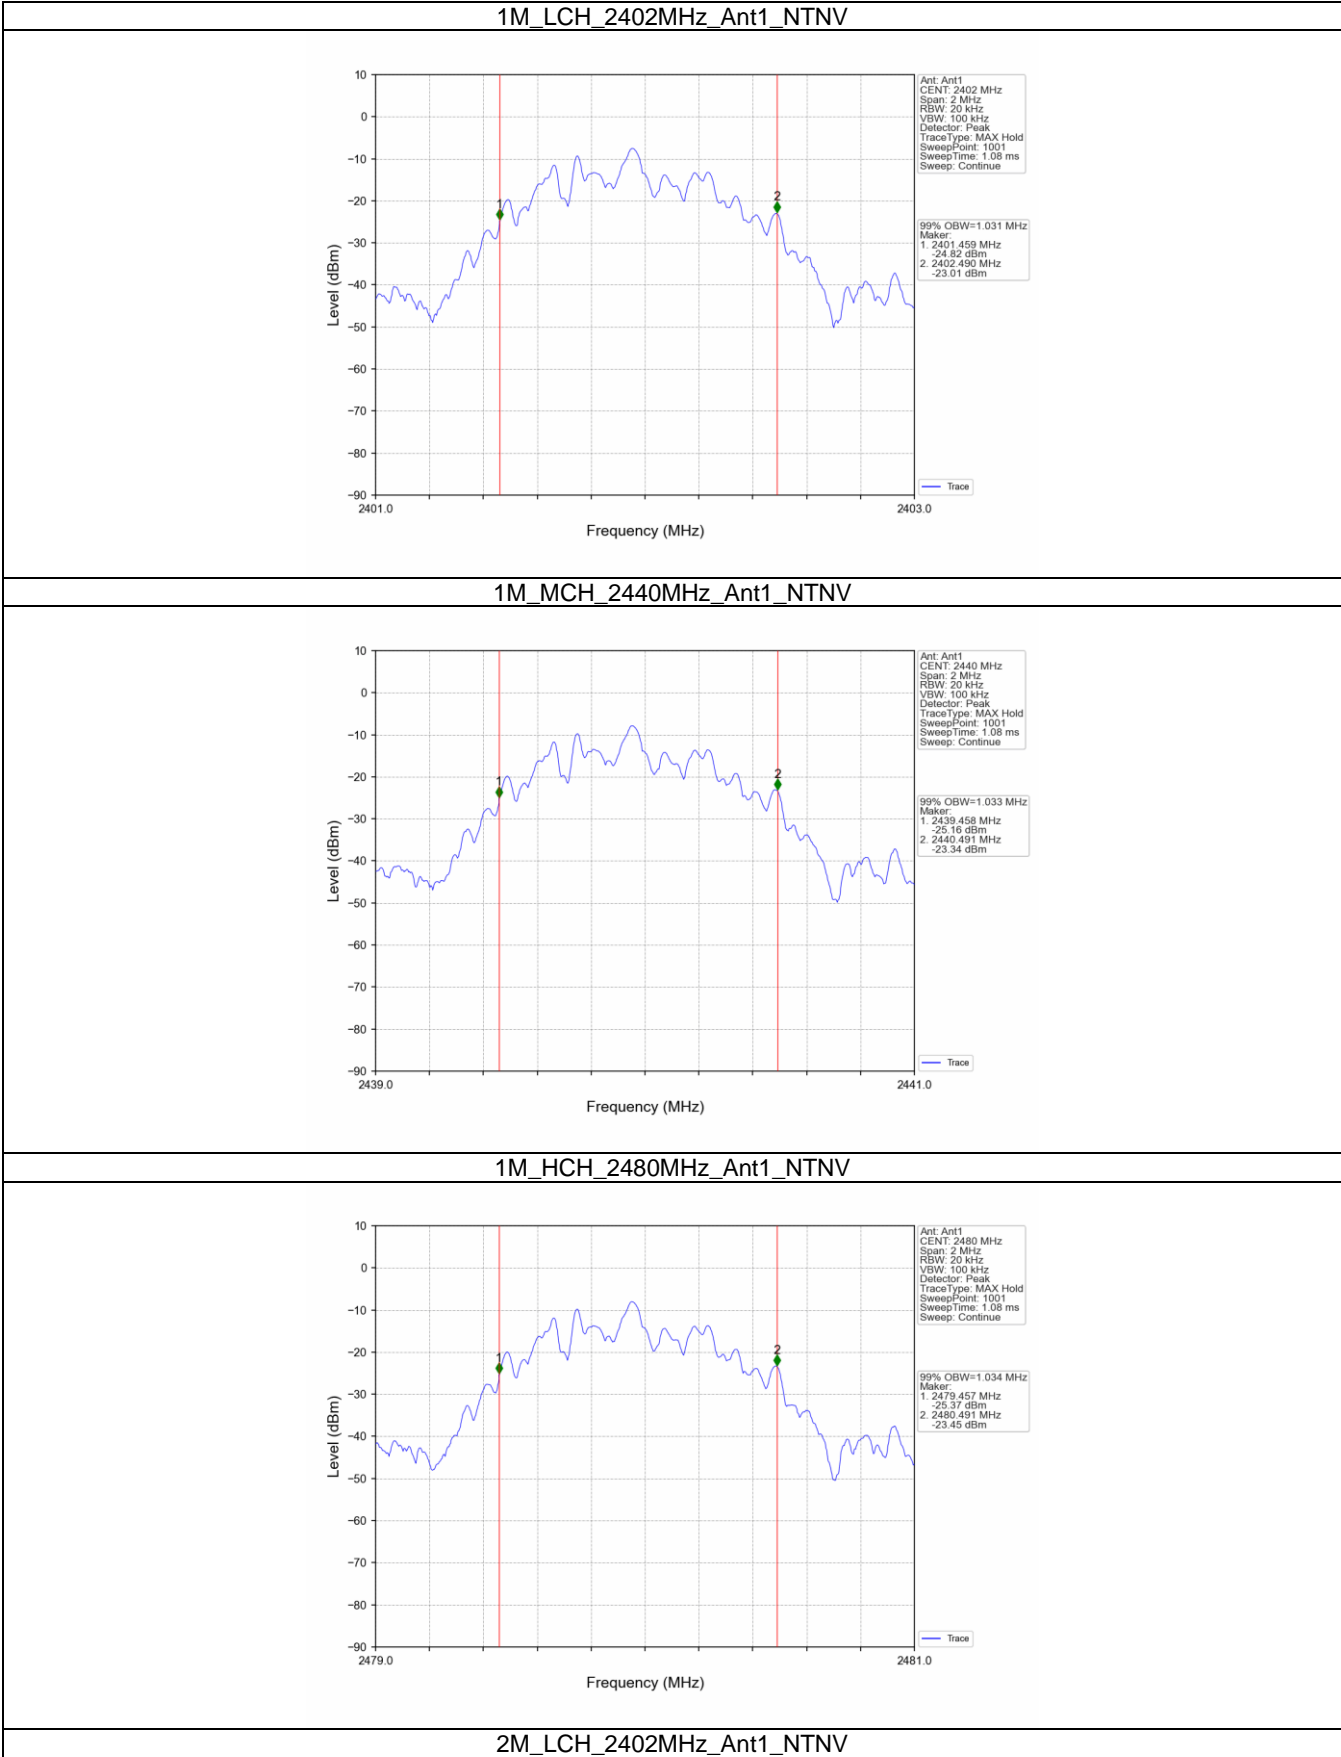 1M_LCH_2402MHz_Ant1_NTNV
10
0
−10
−20
−30
−40
−50
−60
−70
−80
−90
Level (dBm)
2401.0
2403.0
Frequency (MHz)
1
2
Ant: Ant1
CENT: 2402 MHz
Span: 2 MHz
RBW: 20 kHz
VBW: 100 kHz
Detector: Peak
TraceType: MAX Hold
SweepPoint: 1001
SweepTime: 1.08 ms
Sweep: Continue
99% OBW=1.031 MHz
Maker:
1. 2401.459 MHz
-24.82 dBm
2. 2402.490 MHz
-23.01 dBm
Trace
1M_MCH_2440MHz_Ant1_NTNV
10
0
−10
−20
−30
−40
−50
−60
−70
−80
−90
Level (dBm)
2439.0
2441.0
Frequency (MHz)
1
2
Ant: Ant1
CENT: 2440 MHz
Span: 2 MHz
RBW: 20 kHz
VBW: 100 kHz
Detector: Peak
TraceType: MAX Hold
SweepPoint: 1001
SweepTime: 1.08 ms
Sweep: Continue
99% OBW=1.033 MHz
Maker:
1. 2439.458 MHz
-25.16 dBm
2. 2440.491 MHz
-23.34 dBm
Trace
1M_HCH_2480MHz_Ant1_NTNV
10
0
−10
−20
−30
−40
−50
−60
−70
−80
−90
Level (dBm)
2479.0
2481.0
Frequency (MHz)
1
2
Ant: Ant1
CENT: 2480 MHz
Span: 2 MHz
RBW: 20 kHz
VBW: 100 kHz
Detector: Peak
TraceType: MAX Hold
SweepPoint: 1001
SweepTime: 1.08 ms
Sweep: Continue
99% OBW=1.034 MHz
Maker:
1. 2479.457 MHz
-25.37 dBm
2. 2480.491 MHz
-23.45 dBm
Trace
2M_LCH_2402MHz_Ant1_NTNV